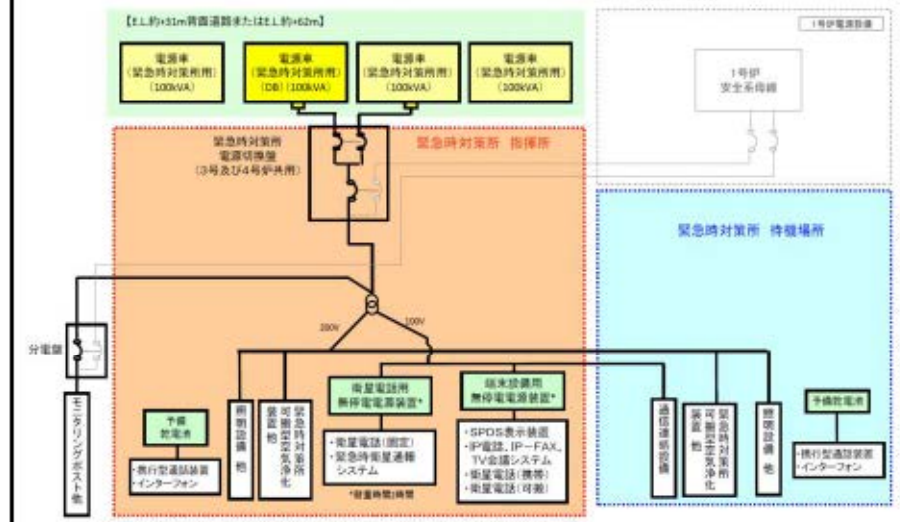 【E.L.約+31m背面道路またはE.L.約+62m】
電源車
(緊急時対策所用)
(100kVA)
電源車
(緊急時対策所用)
(DB)(100kVA)
電源車
(緊急時対策所用)
(100kVA)
電源車
(緊急時対策所用)
(100kVA)
1号炉電源設備
1号炉
安全系母線
緊急時対策所
電源切換盤
(3号及び4号炉共用)
緊急時対策所 指揮所
緊急時対策所 待機場所
200V
100V
分電盤
モニタリングポスト他
予備
乾電池
・携行型通話装置
・インターフォン
照明設備 他
緊急時対策所
可搬型空気浄化
装置 他
衛星電話用
無停電電源装置*
・衛星電話(固定)
・緊急時衛星通報
システム
*耐量時間1時間
端末設備用
無停電電源装置*
・SPDS表示装置
・IP電話、IP-FAX、
TV会議システム
・衛星電話(携帯)
・衛星電話(可搬)
通信連絡設備
緊急時対策所
可搬型空気浄化
装置 他
照明設備 他
予備乾電池
・携行型通話装置
・インターフォン